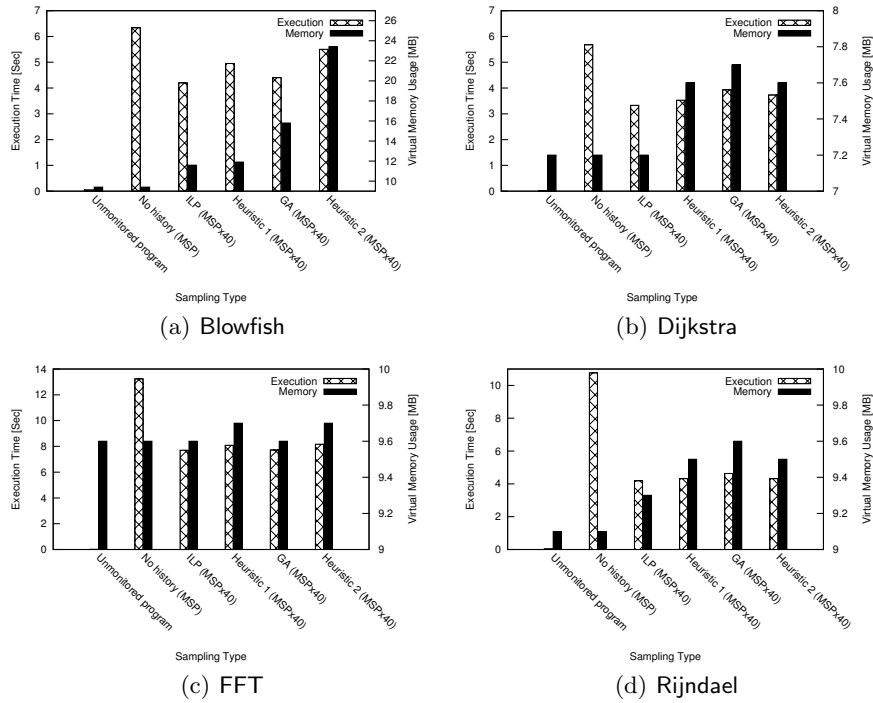 Execution
Memory
Execution Time [Sec]
0
1
2
3
4
5
6
7
Virtual Memory Usage [MB]
10
12
14
16
18
20
22
24
26
Unmonitored program
No history (MSP)
ILP (MSPx40)
Heuristic 1 (MSPx40)
GA (MSPx40)
Heuristic 2 (MSPx40)
Sampling Type
(a) Blowfish
Execution
Memory
Execution Time [Sec]
0
1
2
3
4
5
6
7
Virtual Memory Usage [MB]
7
7.2
7.4
7.6
7.8
8
Unmonitored program
No history (MSP)
ILP (MSPx40)
Heuristic 1 (MSPx40)
GA (MSPx40)
Heuristic 2 (MSPx40)
Sampling Type
(b) Dijkstra
Execution
Memory
Execution Time [Sec]
0
2
4
6
8
10
12
14
Virtual Memory Usage [MB]
9
9.2
9.4
9.6
9.8
10
Unmonitored program
No history (MSP)
ILP (MSPx40)
Heuristic 1 (MSPx40)
GA (MSPx40)
Heuristic 2 (MSPx40)
Sampling Type
(c) FFT
Execution
Memory
Execution Time [Sec]
0
2
4
6
8
10
Virtual Memory Usage [MB]
9
9.2
9.4
9.6
9.8
10
Unmonitored program
No history (MSP)
ILP (MSPx40)
Heuristic 1 (MSPx40)
GA (MSPx40)
Heuristic 2 (MSPx40)
Sampling Type
(d) Rijndael